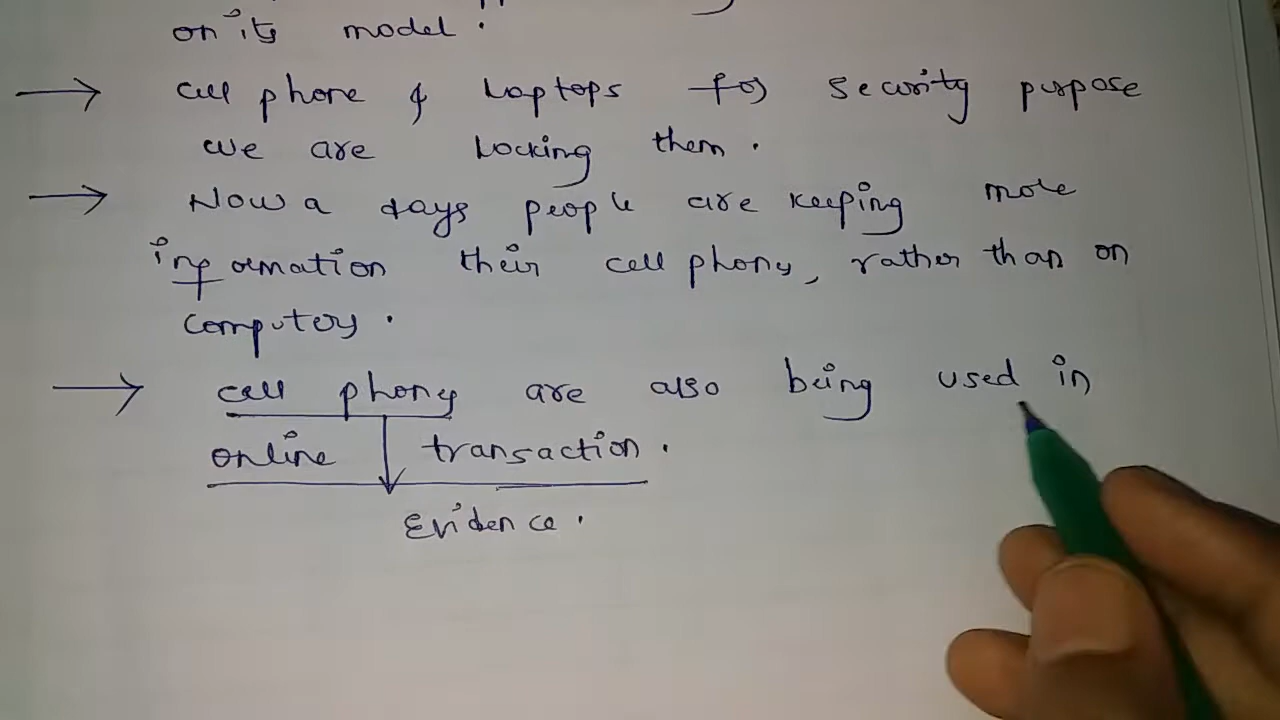 on its model.
→ cell phone & Laptops for security purpose
we are Locking them.
→ Now a days people are keeping more
information their cell phones, rather than on
computers.
→ cell phones are also being used in
online transaction.
Evidence.